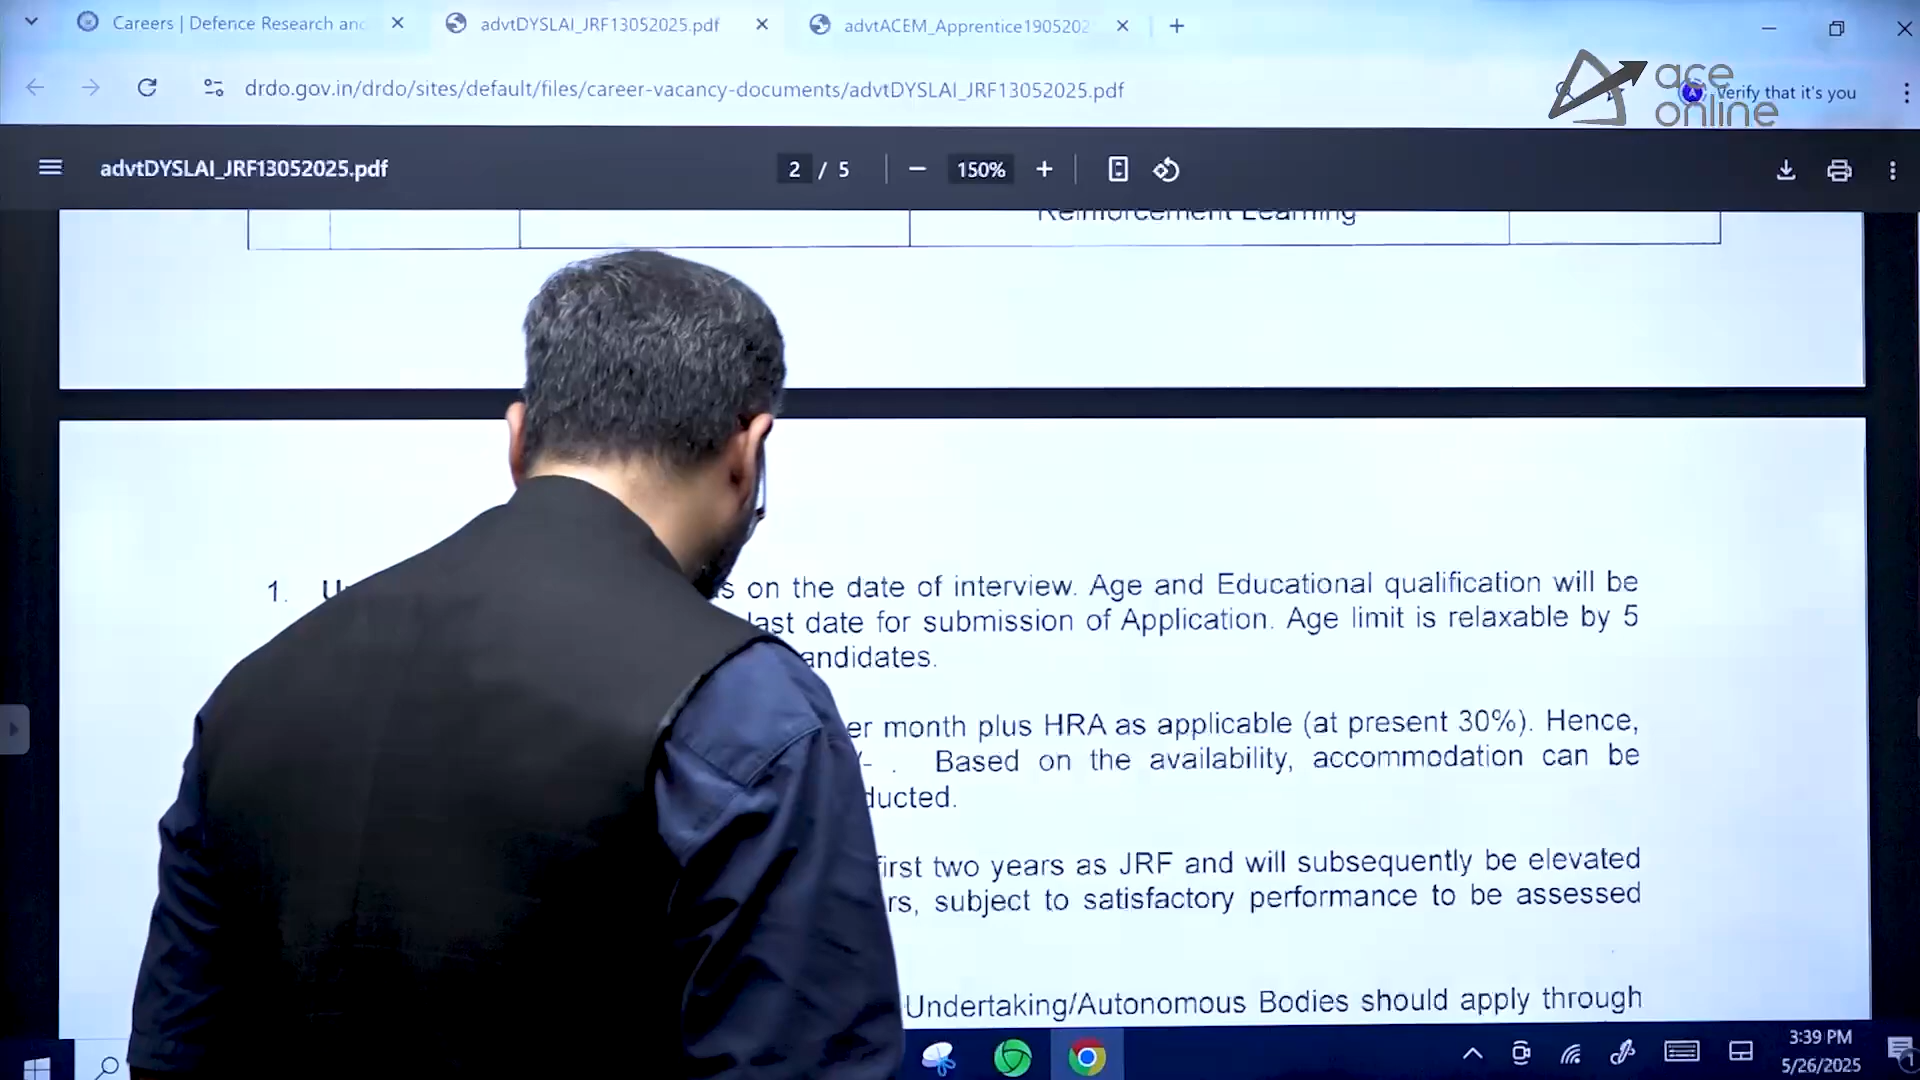 Careers | Defence Research and
advtDYSLAI_JRF13052025.pdf
advtACEM_Apprentice1905202
drdo.gov.in/drdo/sites/default/files/career-vacancy-documents/advtDYSLAI_JRF13052025.pdf
Verify that it's you
ace
online
advtDYSLAI_JRF13052025.pdf
2 / 5
150%
Reinforcement Learning
1. on the date of interview. Age and Educational qualification will be
last date for submission of Application. Age limit is relaxable by 5
andidates.
er month plus HRA as applicable (at present 30%). Hence,
/- . Based on the availability, accommodation can be
ducted.
first two years as JRF and will subsequently be elevated
rs, subject to satisfactory performance to be assessed
Undertaking/Autonomous Bodies should apply through
3:39 PM
5/26/2025
1